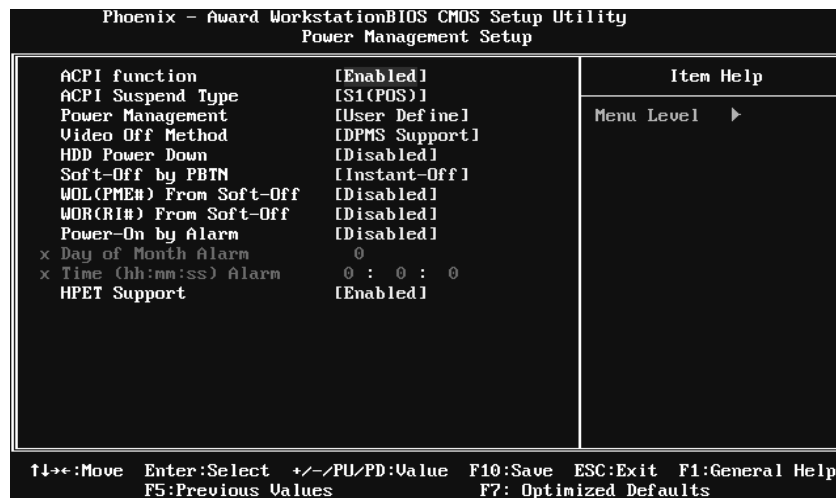 Phoenix - Award WorkstationBIOS CMOS Setup Utility
Power Management Setup
ACPI function [Enabled]
ACPI Suspend Type [S1(POS)]
Power Management [User Define]
Video Off Method [DPMS Support]
HDD Power Down [Disabled]
Soft-Off by PBTN [Instant-Off]
WOL(PME#) From Soft-Off [Disabled]
WOR(RI#) From Soft-Off [Disabled]
Power-On by Alarm [Disabled]
x Day of Month Alarm 0
x Time (hh:mm:ss) Alarm 0 : 0 : 0
HPET Support [Enabled]
Item Help
Menu Level ▶
↑↓→←:Move Enter:Select +/-/PU/PD:Value F10:Save ESC:Exit F1:General Help
F5:Previous Values F7: Optimized Defaults